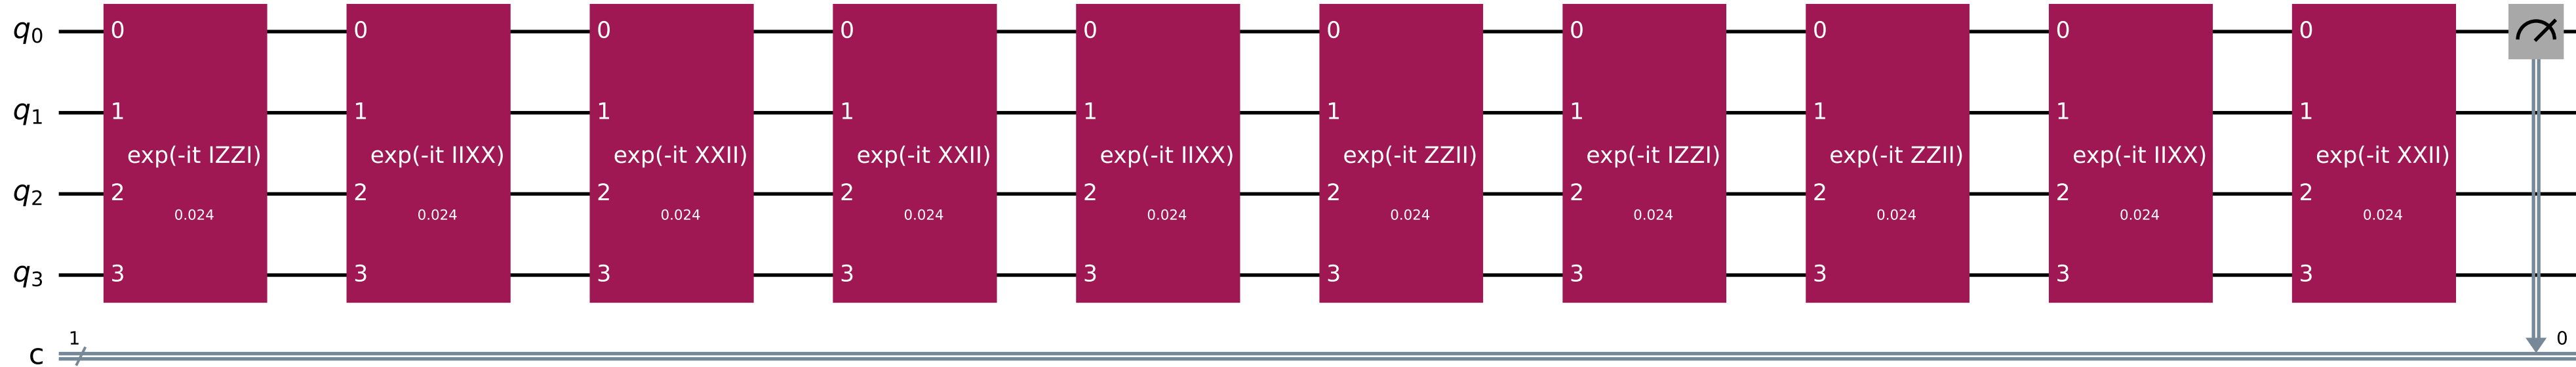 q0 0 0 0 0 0 0 0 0 0 0
q1 1 1 1 1 1 1 1 1 1 1
exp(-it IZZI) exp(-it IIXX) exp(-it XXII) exp(-it XXII) exp(-it IIXX) exp(-it ZZII) exp(-it IZZI) exp(-it ZZII) exp(-it IIXX) exp(-it XXII)
q2 2 2 2 2 2 2 2 2 2 2
0.024 0.024 0.024 0.024 0.024 0.024 0.024 0.024 0.024 0.024
q3 3 3 3 3 3 3 3 3 3 3
1 0
c